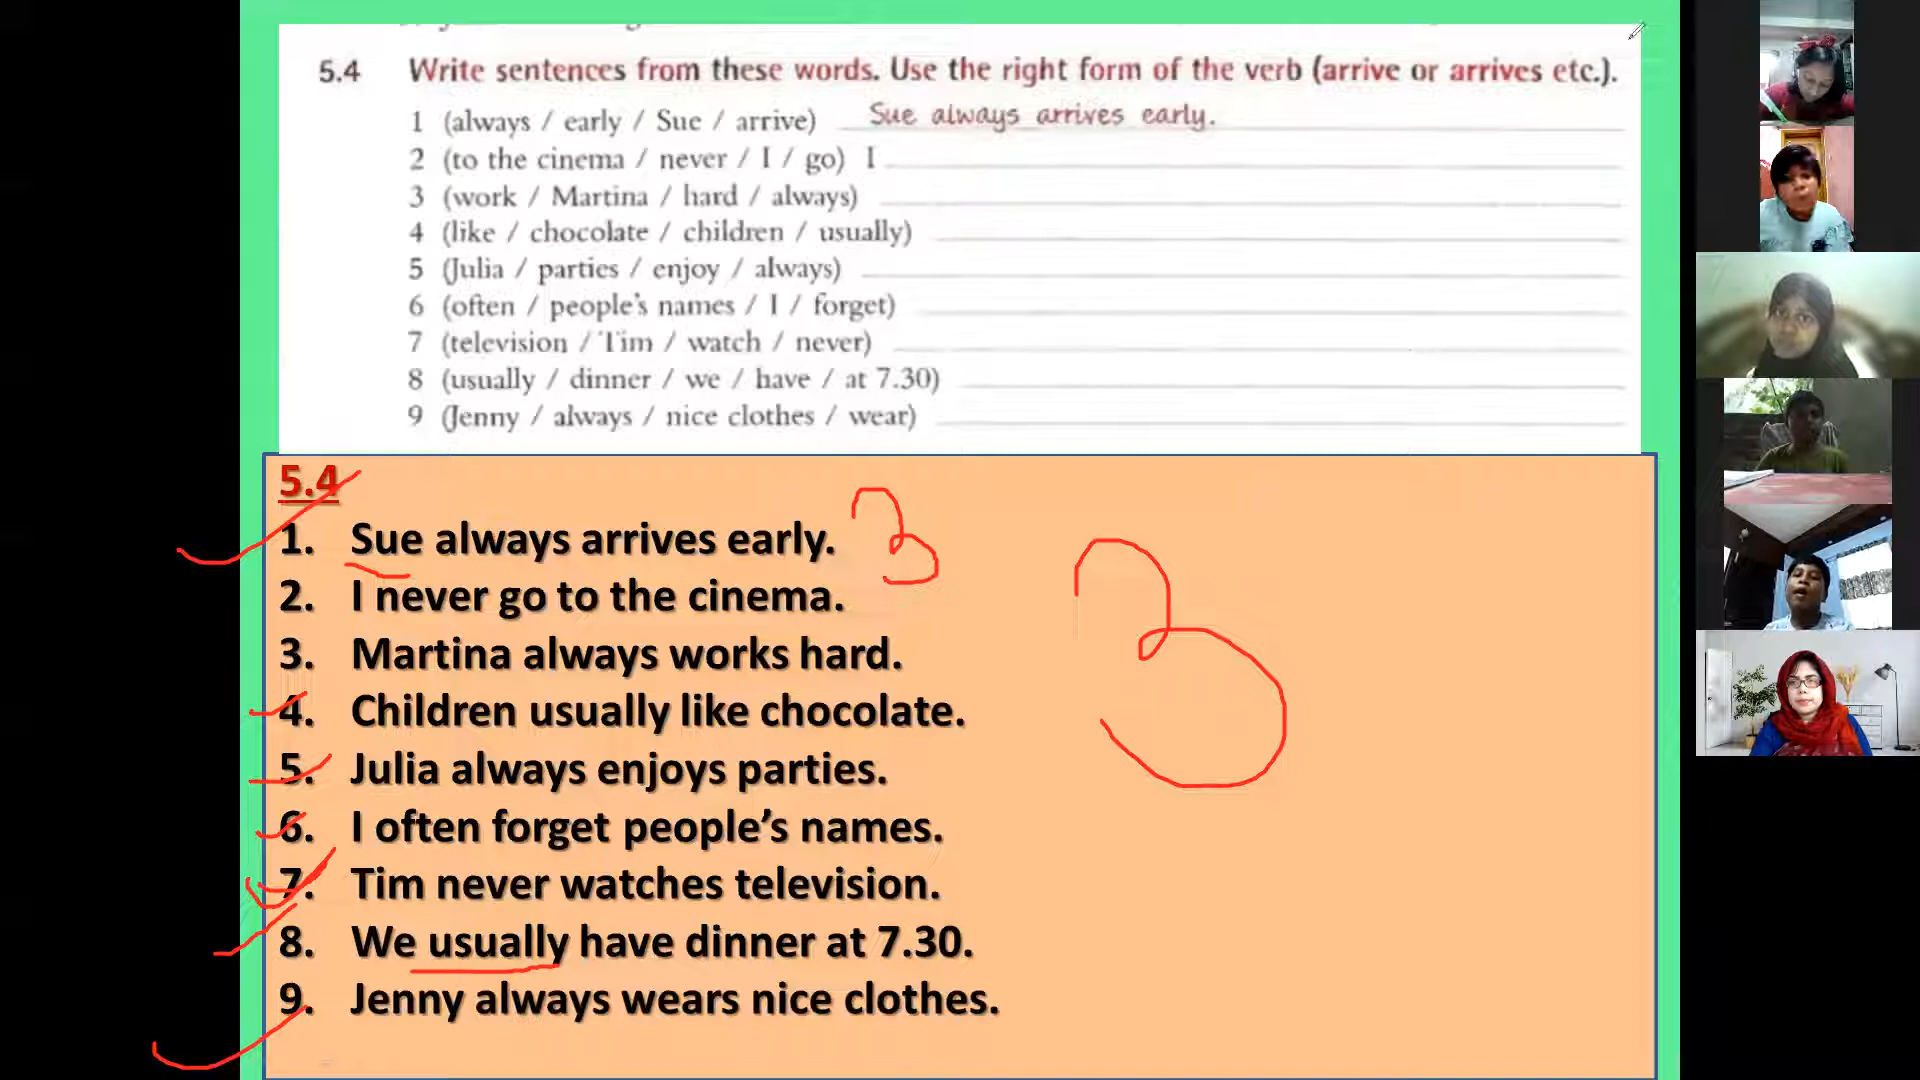 5.4 Write sentences from these words. Use the right form of the verb (arrive or arrives etc.).
1 (always / early / Sue / arrive) Sue always arrives early.
2 (to the cinema / never / I / go) I
3 (work / Martina / hard / always)
4 (like / chocolate / children / usually)
5 (Julia / parties / enjoy / always)
6 (often / people's names / I / forget)
7 (television / Tim / watch / never)
8 (usually / dinner / we / have / at 7.30)
9 (Jenny / always / nice clothes / wear)
5.4
1. Sue always arrives early.
2. I never go to the cinema.
3. Martina always works hard.
4. Children usually like chocolate.
5. Julia always enjoys parties.
6. I often forget people’s names.
7. Tim never watches television.
8. We usually have dinner at 7.30.
9. Jenny always wears nice clothes.
3
3